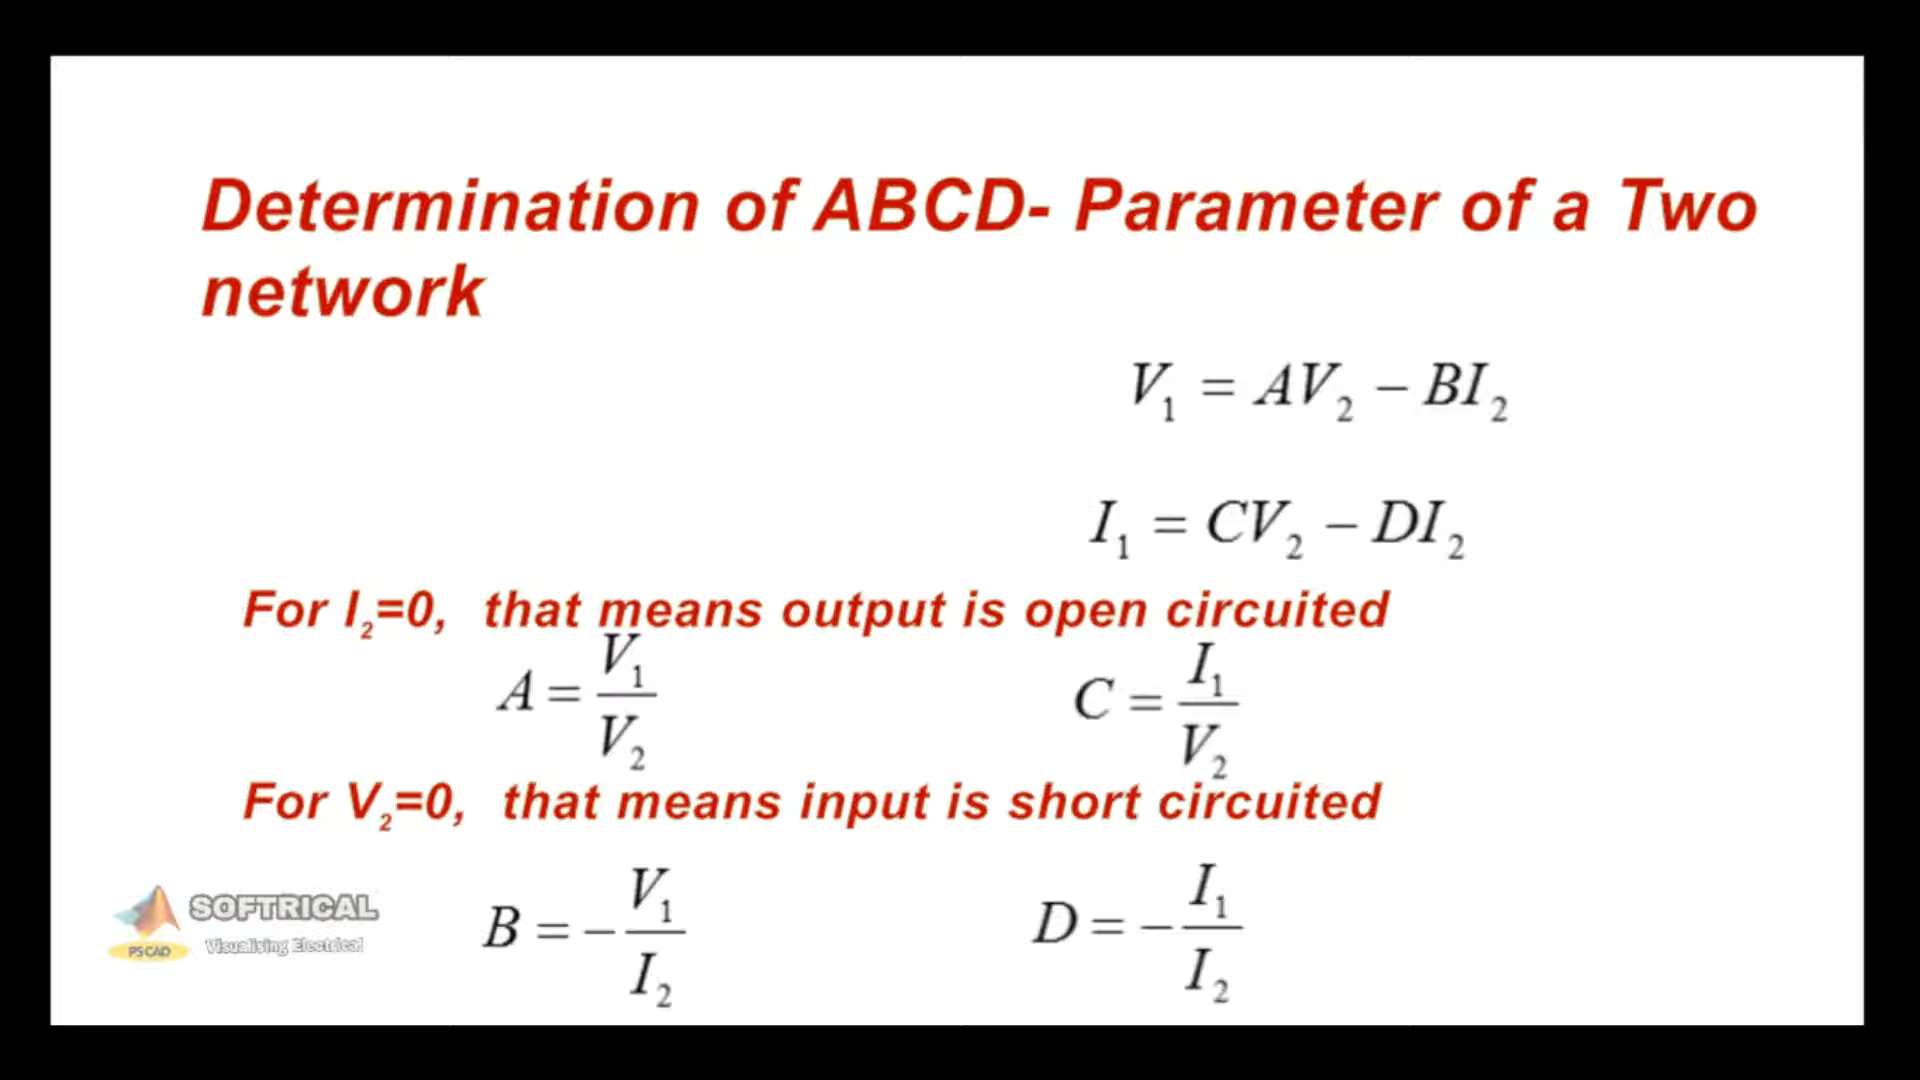 Determination of ABCD- Parameter of a Two
network
V₁ = AV₂ − BI₂
I₁ = CV₂ − DI₂
For I₂=0, that means output is open circuited
A = V₁/V₂ C = I₁/V₂
For V₂=0, that means input is short circuited
B = − V₁/I₂ D = − I₁/I₂
SOFTRICAL
Visualising Electrical
PSCAD